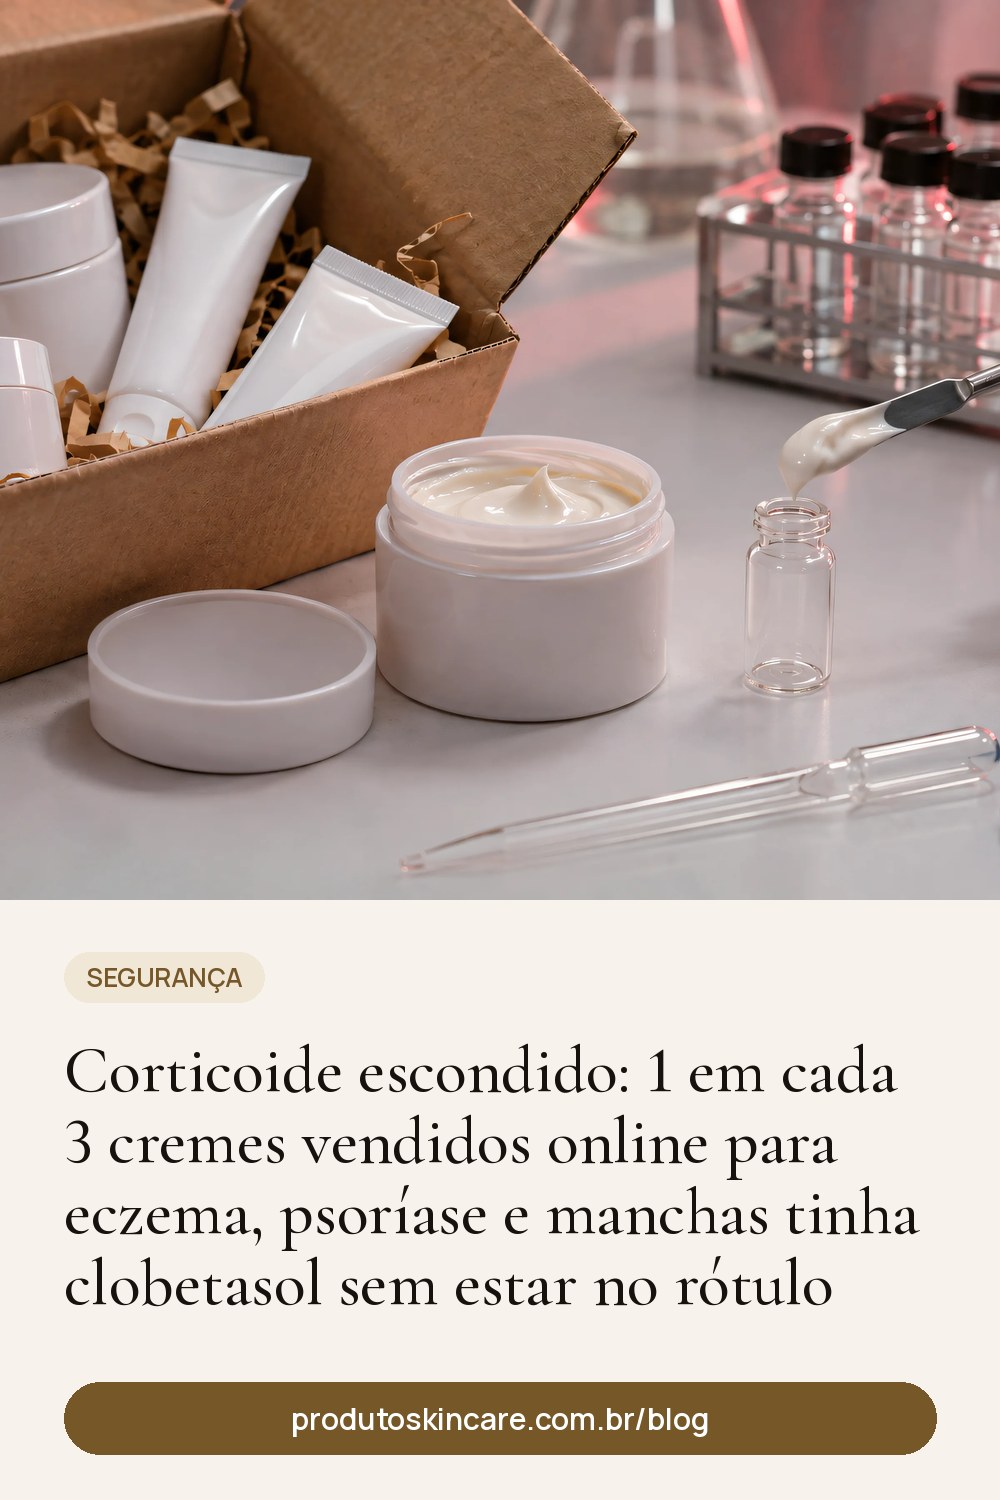 SEGURANÇA
Corticoide escondido: 1 em cada
3 cremes vendidos online para
eczema, psoríase e manchas tinha
clobetasol sem estar no rótulo
produtoskincare.com.br/blog